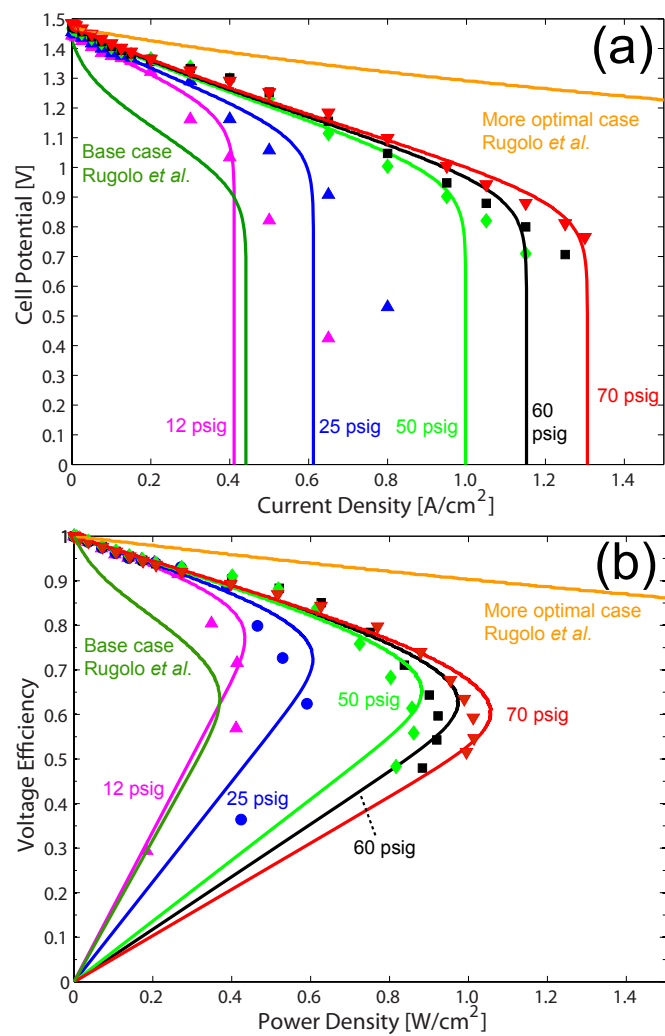 (a)
1.5
1.4
1.3
1.2
1.1
1
0.9
0.8
0.7
0.6
0.5
0.4
0.3
0.2
0.1
0
Cell Potential [V]
More optimal case
Rugolo et al.
Base case
Rugolo et al.
12 psig
25 psig
50 psig
60
psig
70 psig
0.2 0.4 0.6 0.8 1.0 1.2 1.4
Current Density [A/cm²]
(b)
1
0.9
0.8
0.7
0.6
0.5
0.4
0.3
0.2
0.1
0
Voltage Efficiency
More optimal case
Rugolo et al.
Base case
Rugolo et al.
50 psig
70 psig
12 psig
25 psig
60 psig
0 0.2 0.4 0.6 0.8 1.0 1.2 1.4
Power Density [W/cm²]